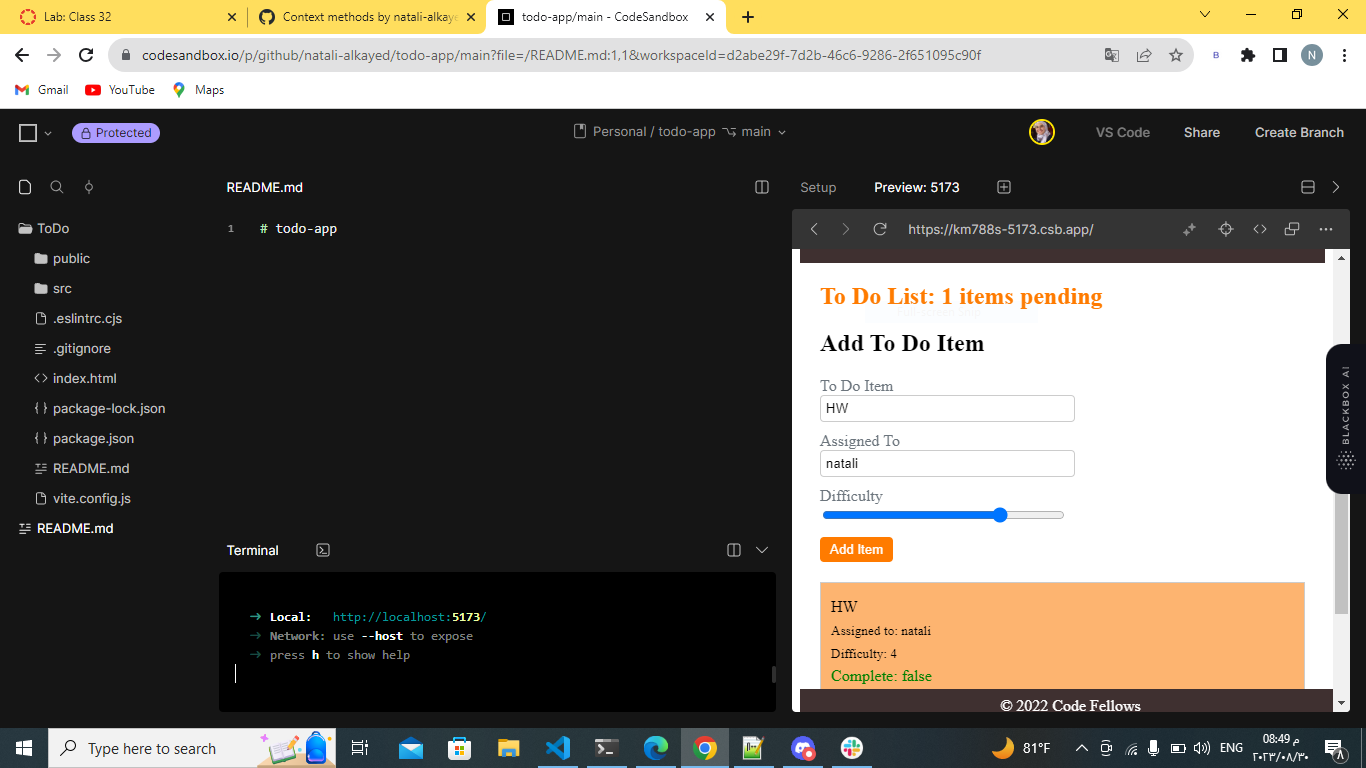 Lab: Class 32
Context methods by natali-alkaye
todo-app/main - CodeSandbox
codesandbox.io/p/github/natali-alkayed/todo-app/main?file=/README.md:1,1&workspaceId=d2abe29f-7d2b-46c6-9286-2f651095c90f
B
N
Gmail
YouTube
Maps
Protected
Personal / todo-app
main
VS Code
Share
Create Branch
README.md
Setup
Preview: 5173
ToDo
public
src
.eslintrc.cjs
.gitignore
index.html
package-lock.json
package.json
README.md
vite.config.js
README.md
1 # todo-app
https://km788s-5173.csb.app/
To Do List: 1 items pending
Add To Do Item
To Do Item
HW
Assigned To
natali
Difficulty
Add Item
HW
Assigned to: natali
Difficulty: 4
Complete: false
© 2022 Code Fellows
BLACKBOX AI
Terminal
➜ Local: http://localhost:5173/
➜ Network: use --host to expose
➜ press h to show help
Type here to search
81°F
ENG
08:49 م
٢٠٢٣/٠٨/٣٠